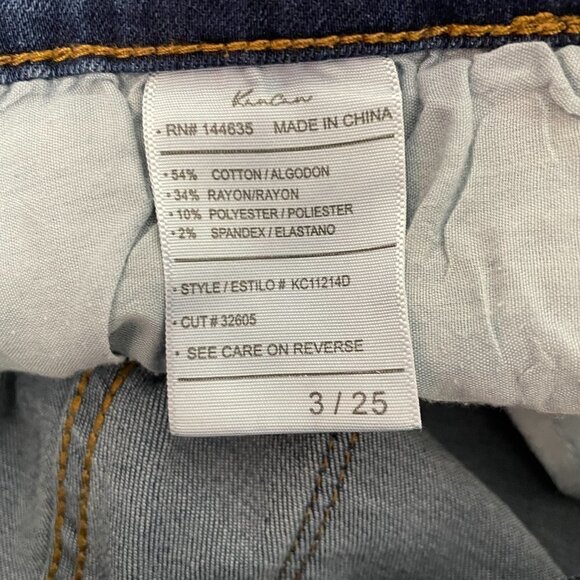 KanCan
• RN# 144635 MADE IN CHINA
• 54% COTTON / ALGODON
• 34% RAYON/RAYON
• 10% POLYESTER / POLIESTER
• 2% SPANDEX / ELASTANO
• STYLE / ESTILO # KC11214D
• CUT # 32605
• SEE CARE ON REVERSE
3 / 25